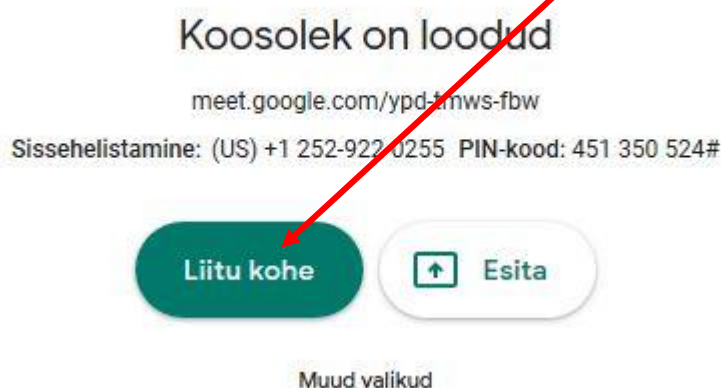 Koosolek on loodud
meet.google.com/ypd-tmws-fbw
Sissehelistamine: (US) +1 252-922-0255 PIN-kood: 451 350 524#
Liitu kohe Esita
Muud valikud